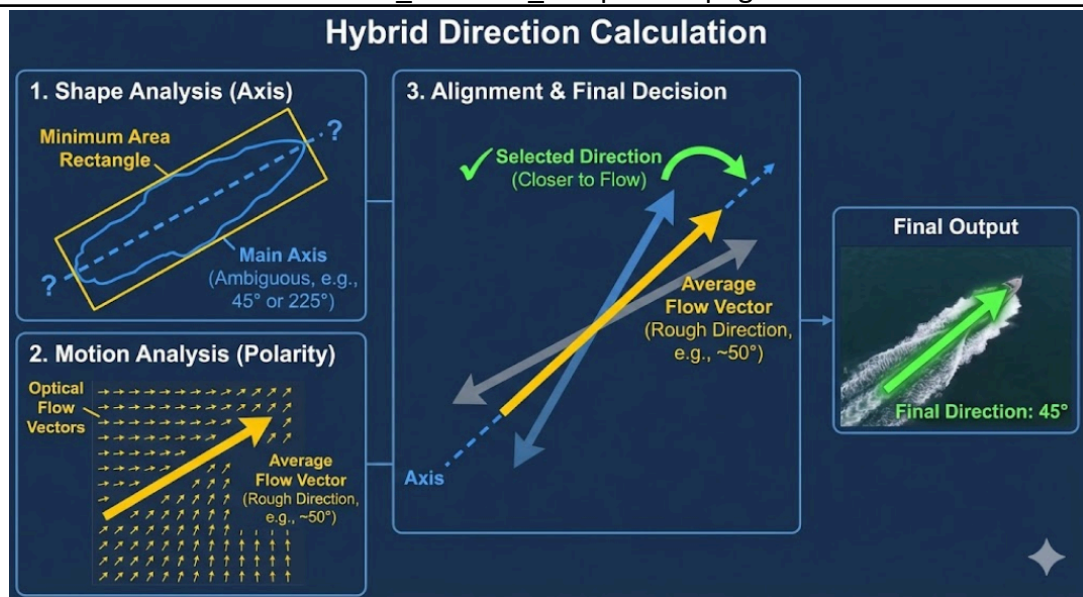 Hybrid Direction Calculation
1. Shape Analysis (Axis)
Minimum Area
Rectangle
?
?
Main Axis
(Ambiguous, e.g.,
45° or 225°)
2. Motion Analysis (Polarity)
Optical
Flow
Vectors
Average
Flow Vector
(Rough Direction,
e.g., ~50°)
3. Alignment & Final Decision
Selected Direction
(Closer to Flow)
Average
Flow Vector
(Rough Direction,
e.g., ~50°)
Axis
Final Output
Final Direction: 45°